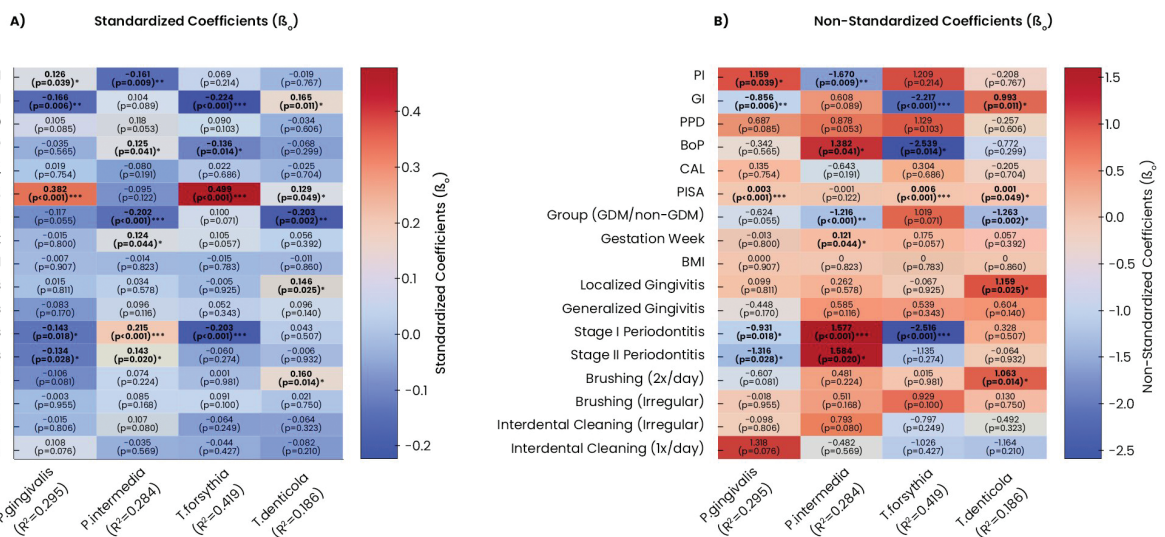 A) Standardized Coefficients (ßₒ)
0.126 -0.161 0.069 -0.019
(p=0.039)* (p=0.009)** (p=0.214) (p=0.767)
-0.166 0.104 -0.224 0.165
(p=0.006)** (p=0.089) (p<0.001)*** (p=0.011)*
0.105 0.118 0.090 -0.034
(p=0.085) (p=0.053) (p=0.103) (p=0.606)
-0.035 0.125 -0.136 -0.068
(p=0.565) (p=0.041)* (p=0.014)* (p=0.299)
0.019 -0.080 0.022 -0.025
(p=0.754) (p=0.191) (p=0.686) (p=0.704)
0.382 -0.095 0.499 0.129
(p<0.001)*** (p=0.122) (p<0.001)*** (p=0.049)*
-0.117 -0.202 0.100 -0.203
(p=0.055) (p<0.001)*** (p=0.071) (p=0.002)**
-0.015 0.124 0.105 0.056
(p=0.800) (p=0.044)* (p=0.057) (p=0.392)
-0.007 -0.014 -0.015 -0.011
(p=0.907) (p=0.823) (p=0.783) (p=0.860)
0.015 0.034 -0.005 0.146
(p=0.811) (p=0.578) (p=0.925) (p=0.025)*
-0.083 0.096 0.052 0.096
(p=0.170) (p=0.116) (p=0.343) (p=0.140)
-0.143 0.215 -0.203 0.043
(p=0.018)* (p<0.001)*** (p<0.001)*** (p=0.507)
-0.134 0.143 -0.060 -0.006
(p=0.028)* (p=0.020)* (p=0.274) (p=0.932)
-0.106 0.074 0.001 0.160
(p=0.081) (p=0.224) (p=0.981) (p=0.014)*
-0.003 0.085 0.091 0.021
(p=0.955) (p=0.168) (p=0.100) (p=0.750)
-0.015 0.107 -0.064 -0.064
(p=0.806) (p=0.080) (p=0.249) (p=0.323)
0.108 -0.035 -0.044 -0.082
(p=0.076) (p=0.569) (p=0.427) (p=0.210)
P.gingivalis (R²=0.295)
P.intermedia (R²=0.284)
T.forsythia (R²=0.419)
T.denticola (R²=0.186)
0.4
0.3
0.2
0.1
0.0
-0.1
-0.2
Standardized Coefficients (ßₒ)
B) Non-Standardized Coefficients (ßₒ)
PI 1.159 -1.670 1.209 -0.208
(p=0.039)* (p=0.009)** (p=0.214) (p=0.767)
GI -0.856 0.608 -2.217 0.993
(p=0.006)** (p=0.089) (p<0.001)*** (p=0.011)*
PPD 0.687 0.878 1.129 -0.257
(p=0.085) (p=0.053) (p=0.103) (p=0.606)
BoP -0.342 1.382 -2.539 -0.772
(p=0.565) (p=0.041)* (p=0.014)* (p=0.299)
CAL 0.135 -0.643 0.304 -0.205
(p=0.754) (p=0.191) (p=0.686) (p=0.704)
PISA 0.003 -0.001 0.006 0.001
(p<0.001)*** (p=0.122) (p<0.001)*** (p=0.049)*
Group (GDM/non-GDM) -0.624 -1.216 1.019 -1.263
(p=0.055) (p<0.001)** (p=0.071) (p=0.002)*
Gestation Week -0.013 0.121 0.175 0.057
(p=0.800) (p=0.044)* (p=0.057) (p=0.392)
BMI 0.000 0 0 0
(p=0.907) (p=0.823) (p=0.783) (p=0.860)
Localized Gingivitis 0.099 0.262 -0.067 1.159
(p=0.811) (p=0.578) (p=0.925) (p=0.025)*
Generalized Gingivitis -0.448 0.585 0.539 0.604
(p=0.170) (p=0.116) (p=0.343) (p=0.140)
Stage I Periodontitis -0.931 1.577 -2.516 0.328
(p=0.018)* (p<0.001)*** (p<0.001)*** (p=0.507)
Stage II Periodontitis -1.316 1.584 -1.135 -0.064
(p=0.028)* (p=0.020)* (p=0.274) (p=0.932)
Brushing (2x/day) -0.607 0.481 0.015 1.063
(p=0.081) (p=0.224) (p=0.981) (p=0.014)*
Brushing (Irregular) -0.018 0.511 0.929 0.130
(p=0.955) (p=0.168) (p=0.100) (p=0.750)
Interdental Cleaning (Irregular) -0.098 0.793 -0.797 -0.492
(p=0.806) (p=0.080) (p=0.249) (p=0.323)
Interdental Cleaning (1x/day) 1.318 -0.482 -1.026 -1.164
(p=0.076) (p=0.569) (p=0.427) (p=0.210)
P.gingivalis (R²=0.295)
P.intermedia (R²=0.284)
T.forsythia (R²=0.419)
T.denticola (R²=0.186)
1.5
1.0
0.5
0.0
-0.5
-1.0
-1.5
-2.0
-2.5
Non-Standardized Coefficients (ßₒ)